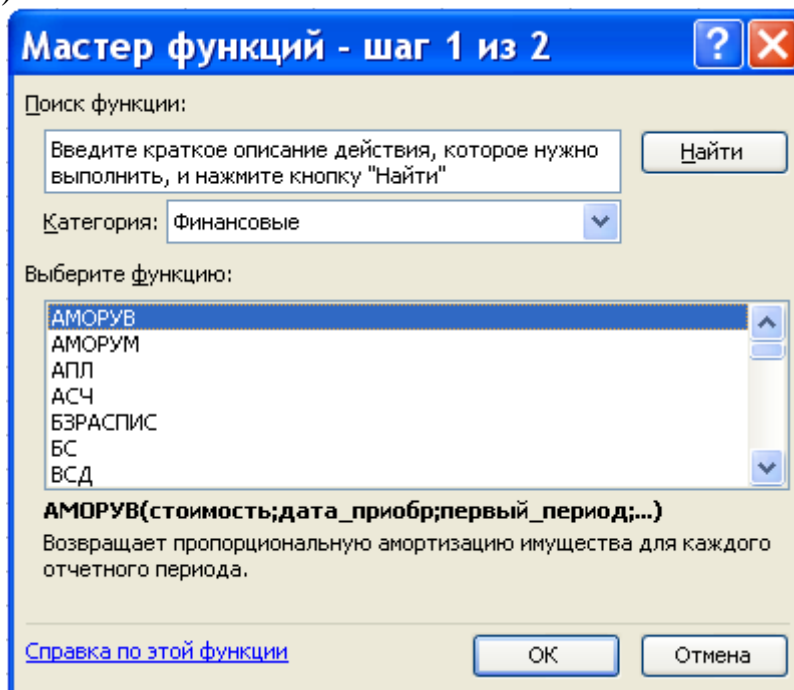 )
Мастер функций - шаг 1 из 2
Поиск функции:
Введите краткое описание действия, которое нужно
выполнить, и нажмите кнопку "Найти"
Найти
Категория: Финансовые
Выберите функцию:
АМОРУВ
АМОРУМ
АПЛ
АСЧ
БЗРАСПИС
БС
ВСД
АМОРУВ(стоимость;дата_приобр;первый_период;...)
Возвращает пропорциональную амортизацию имущества для каждого
отчетного периода.
Справка по этой функции
ОК
Отмена